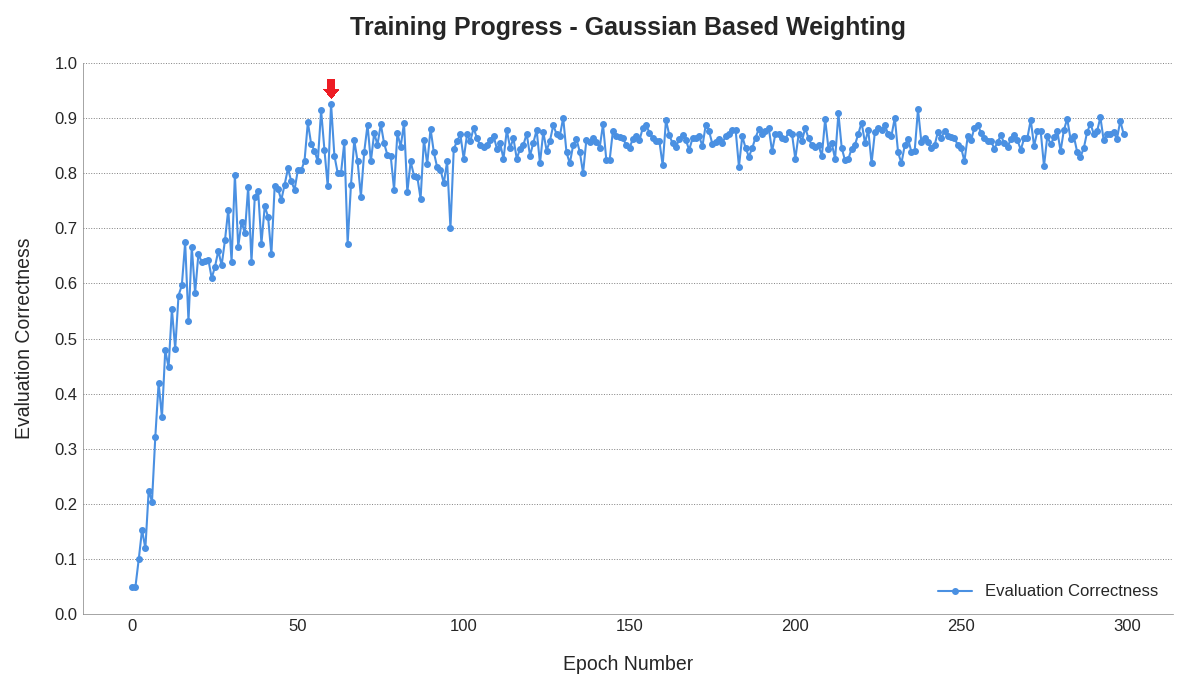 Training Progress - Gaussian Based Weighting
1.0
0.9
0.8
0.7
0.6
0.5
0.4
0.3
0.2
0.1
0.0
Evaluation Correctness
Evaluation Correctness
0 50 100 150 200 250 300
Epoch Number